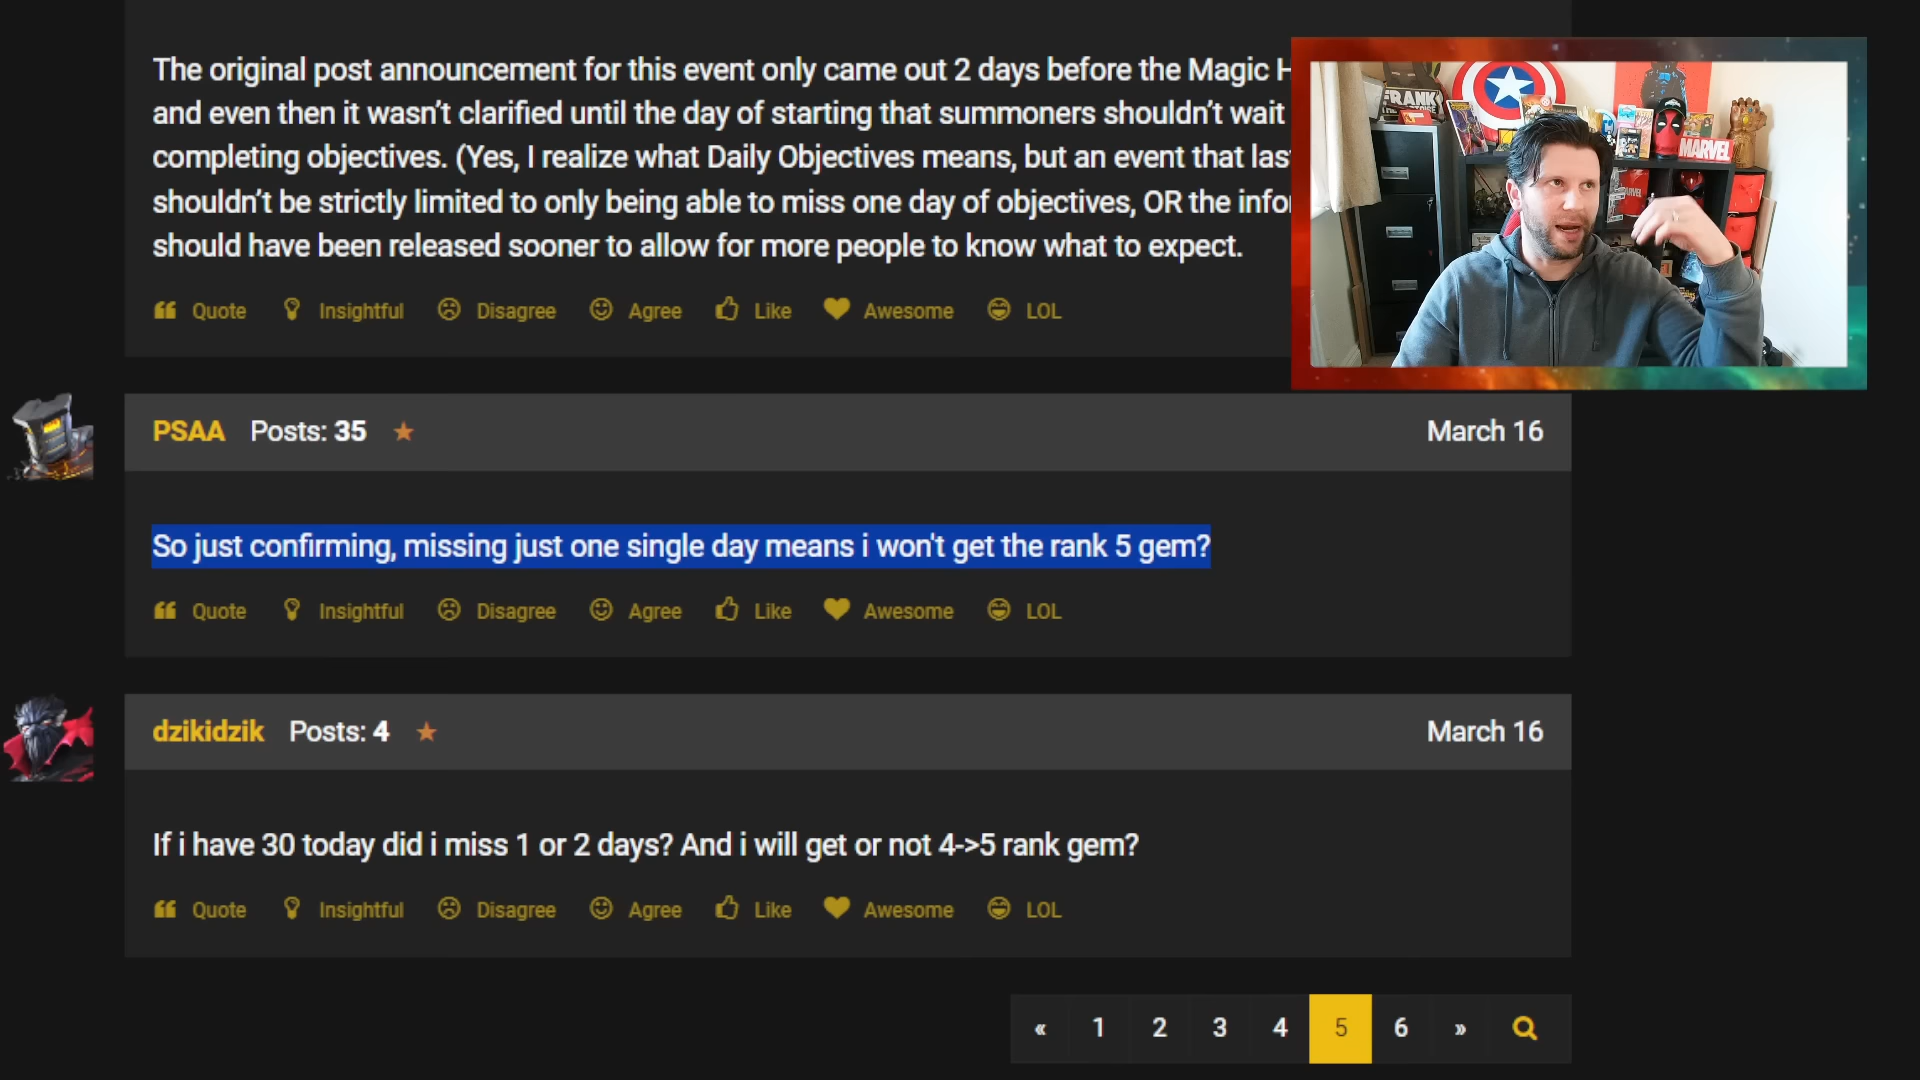 The original post announcement for this event only came out 2 days before the Magic
and even then it wasn’t clarified until the day of starting that summoners shouldn’t wait
completing objectives. (Yes, I realize what Daily Objectives means, but an event that
shouldn’t be strictly limited to only being able to miss one day of objectives, OR the
should have been released sooner to allow for more people to know what to expect.
Quote Insightful Disagree Agree Like Awesome LOL
FRANK
MARVEL
PSAA Posts: 35 March 16
So just confirming, missing just one single day means i won't get the rank 5 gem?
Quote Insightful Disagree Agree Like Awesome LOL
dzikidzik Posts: 4 March 16
If i have 30 today did i miss 1 or 2 days? And i will get or not 4->5 rank gem?
Quote Insightful Disagree Agree Like Awesome LOL
« 1 2 3 4 5 6 »